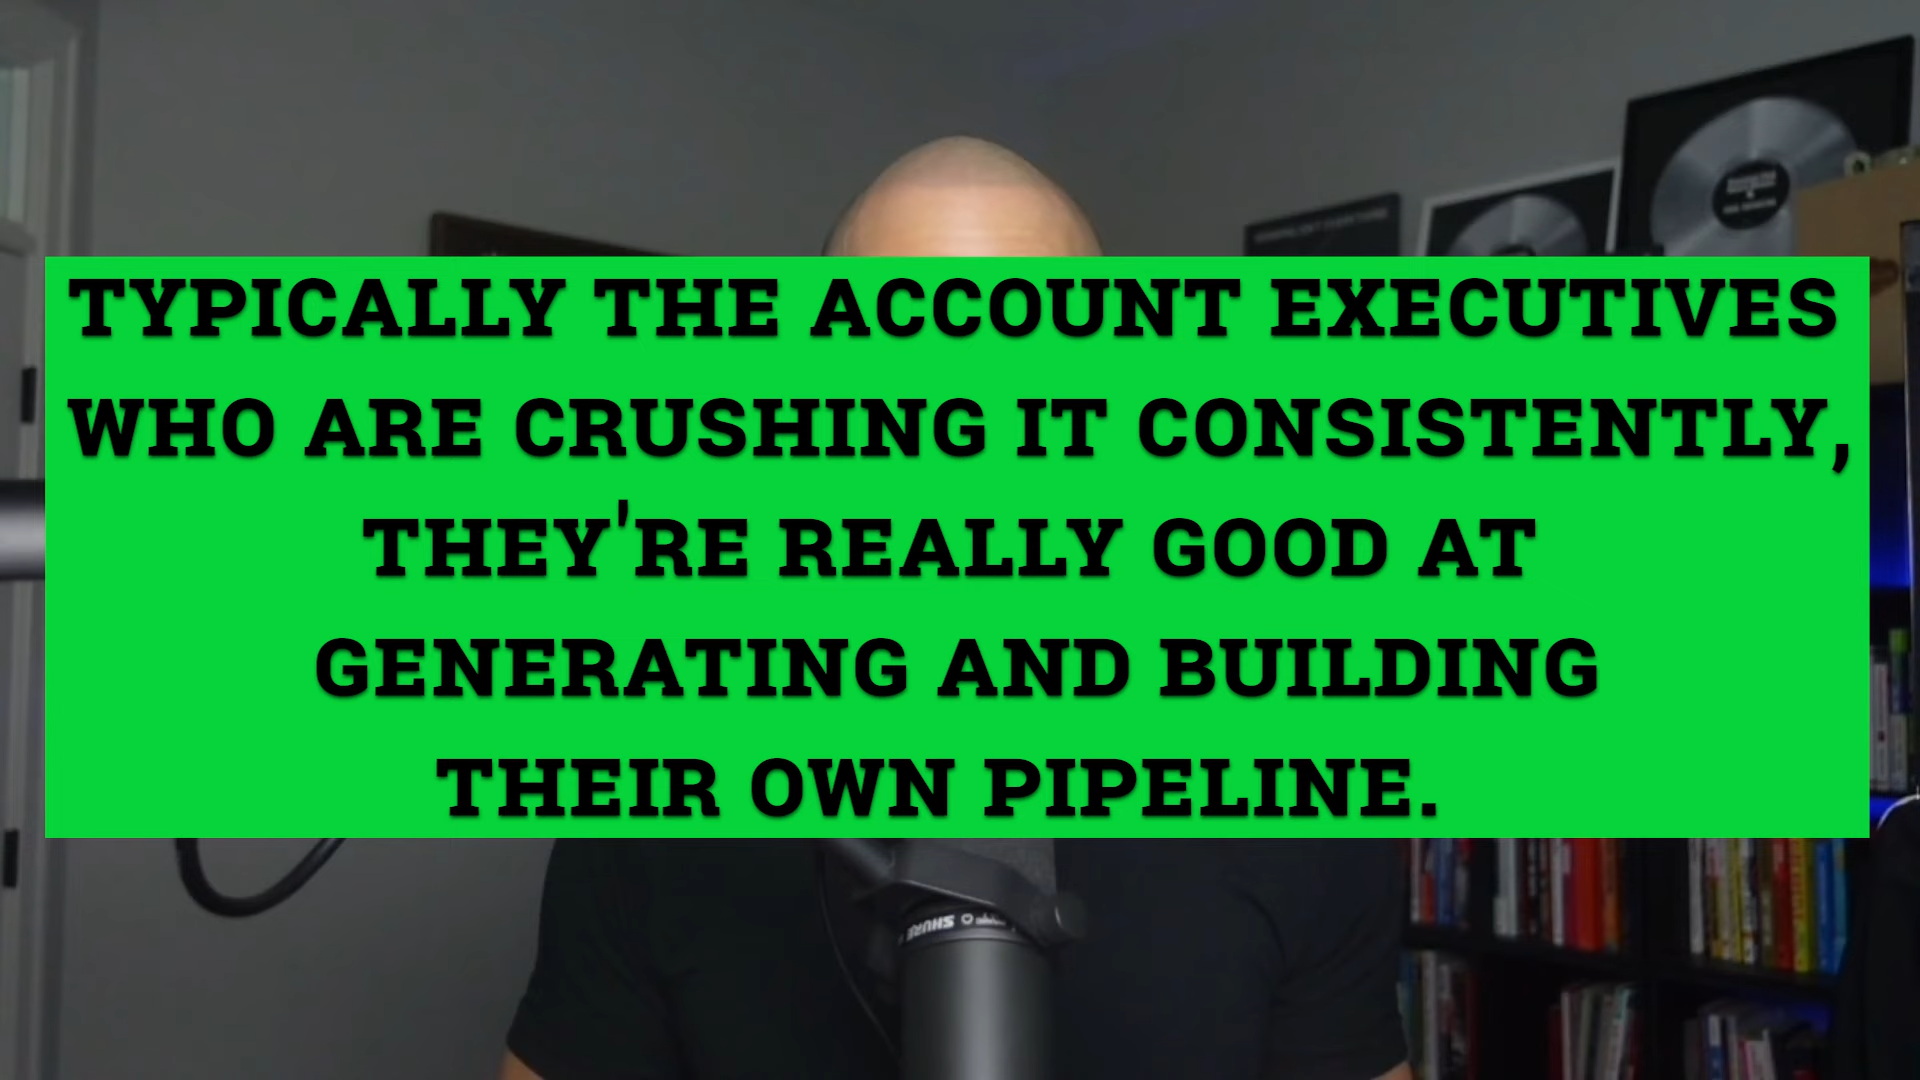 TYPICALLY THE ACCOUNT EXECUTIVES
WHO ARE CRUSHING IT CONSISTENTLY,
THEY'RE REALLY GOOD AT
GENERATING AND BUILDING
THEIR OWN PIPELINE.
SHURE